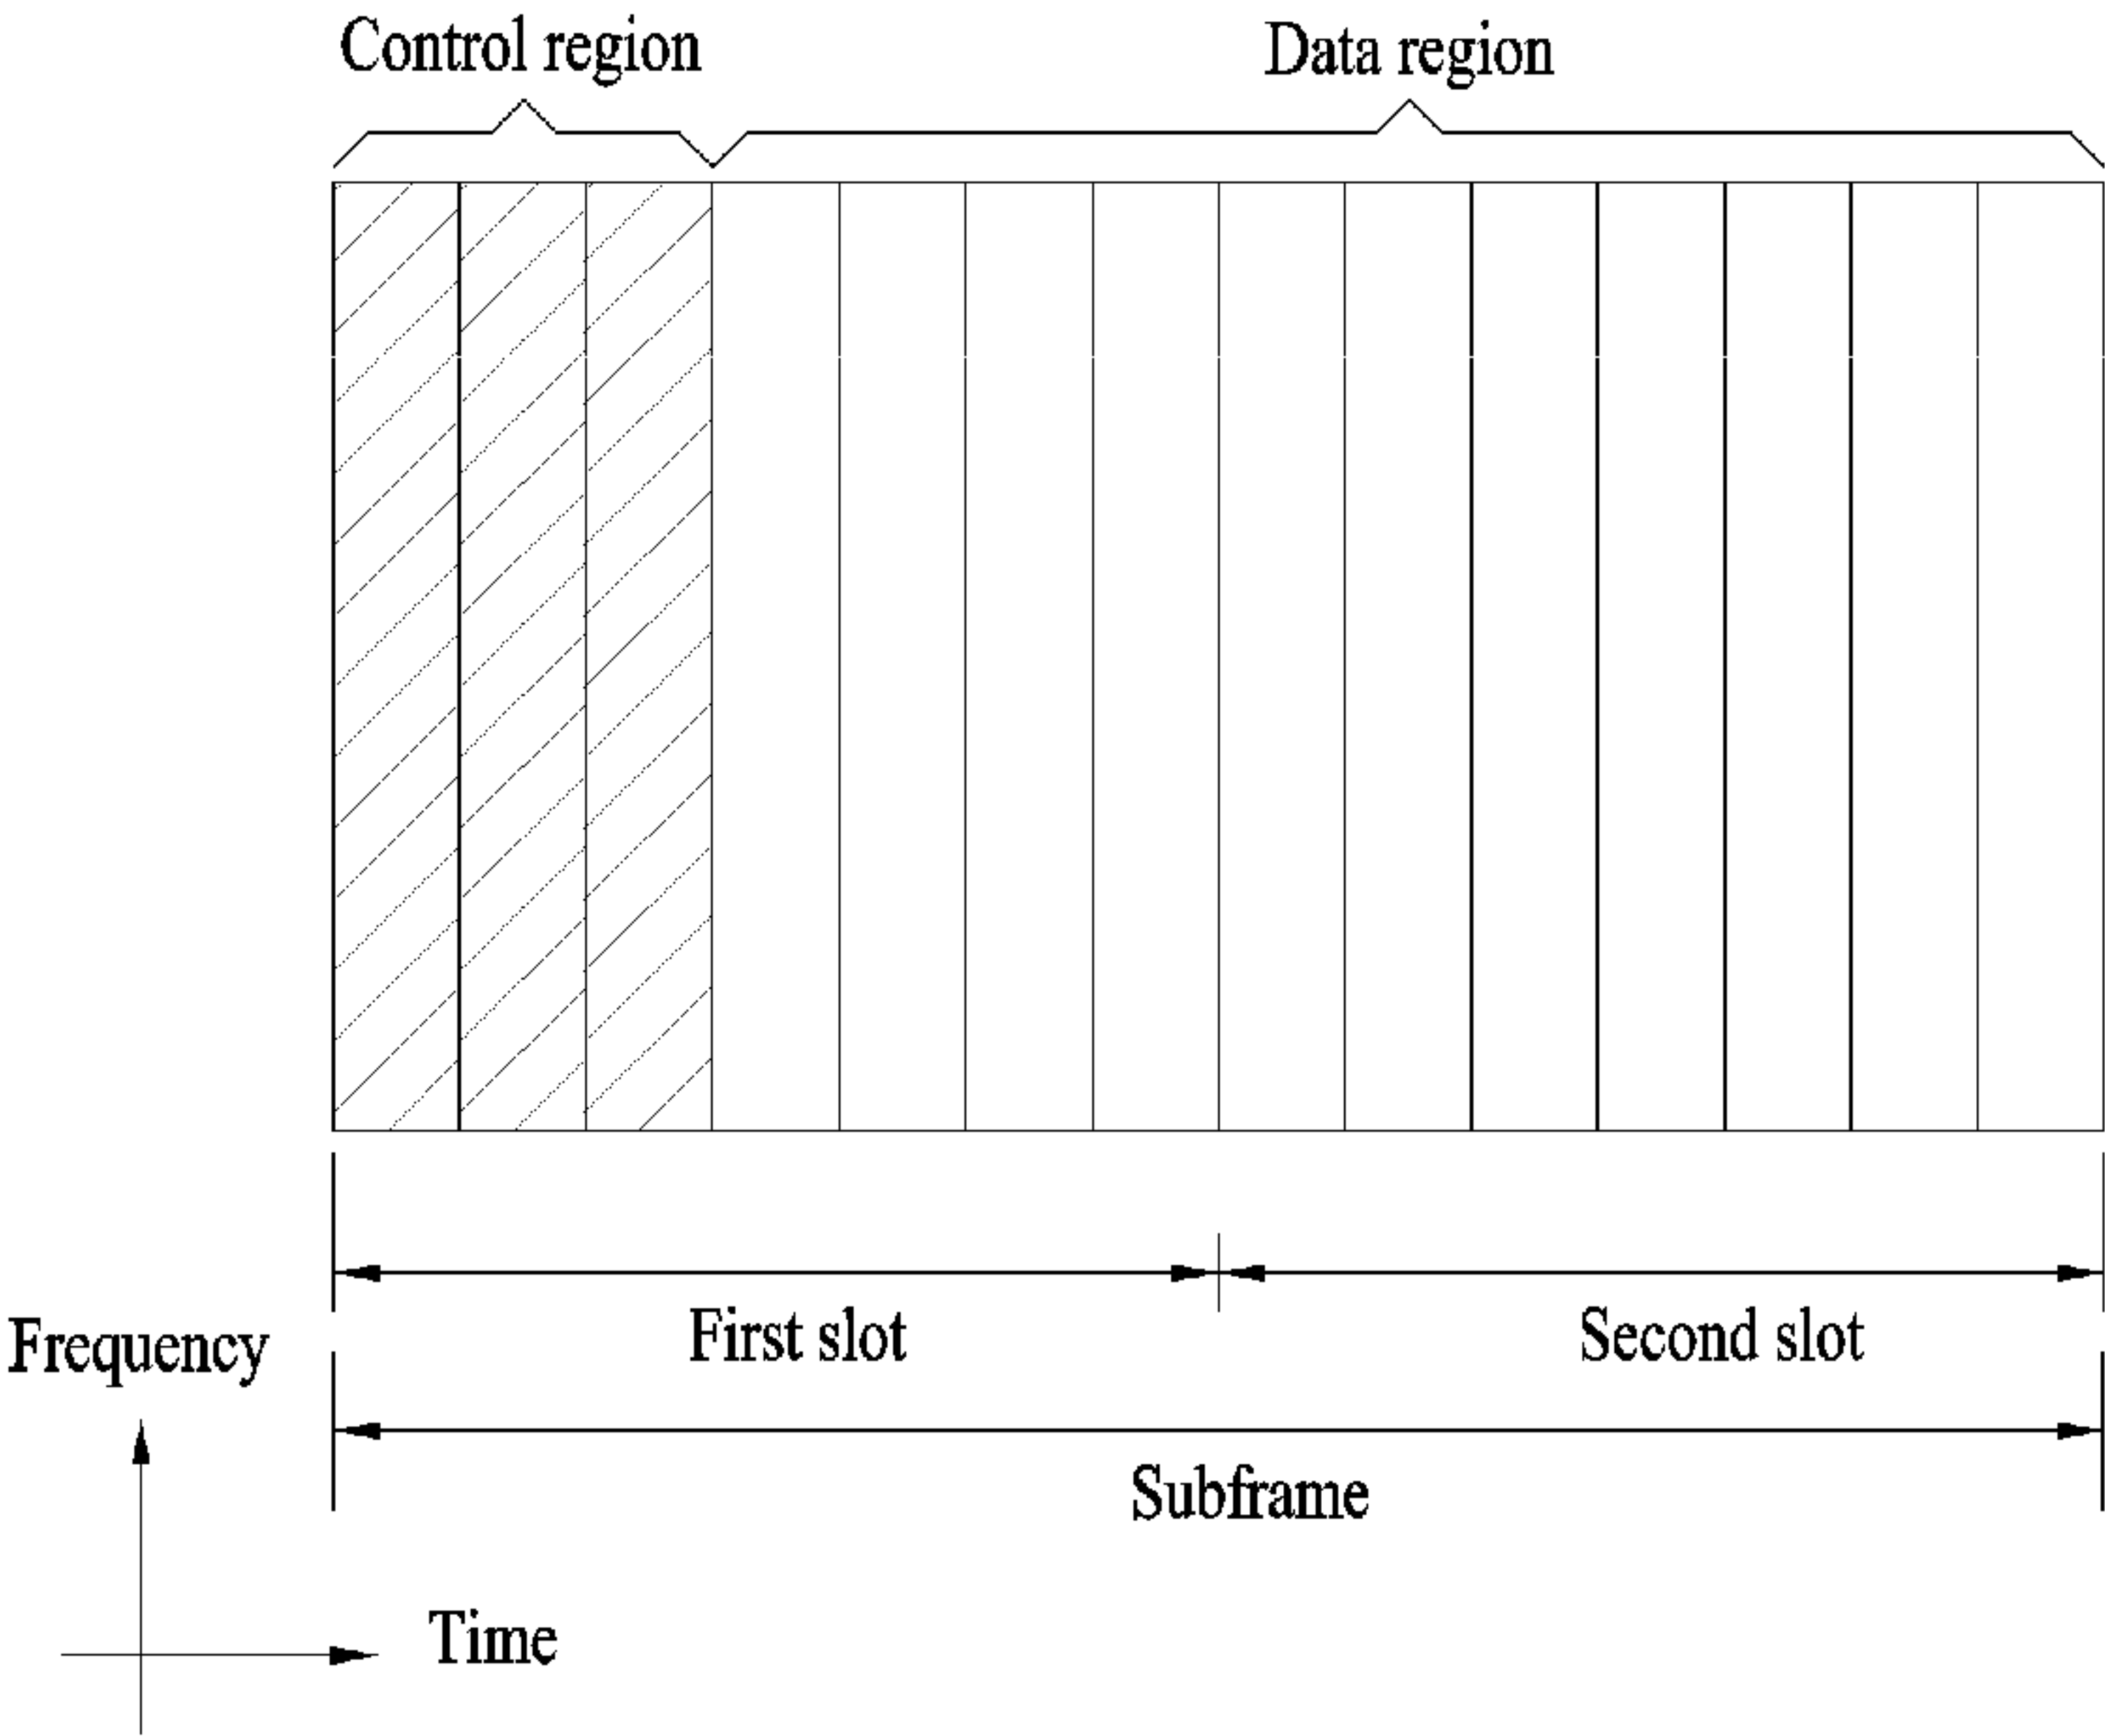 Control region
Data region
First slot
Second slot
Frequency
Subframe
Time